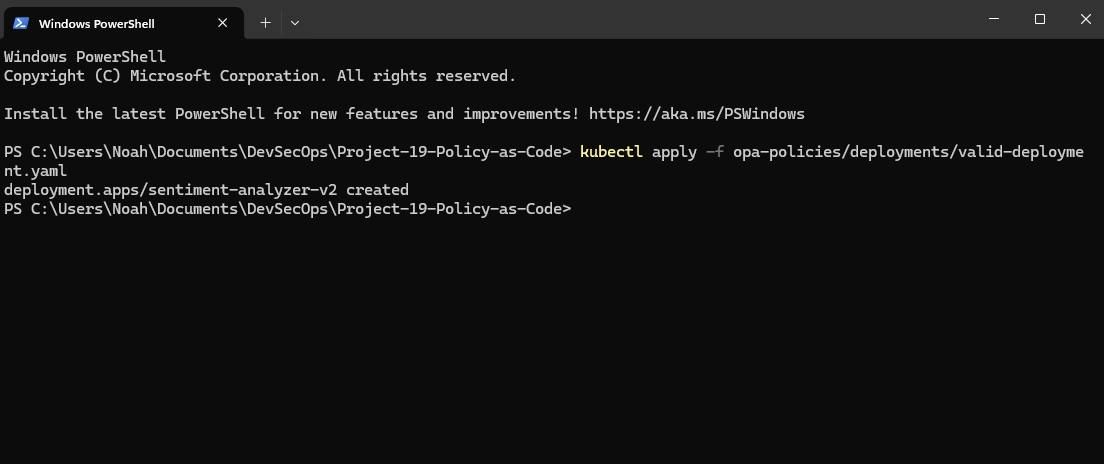 Windows PowerShell
Windows PowerShell
Copyright (C) Microsoft Corporation. All rights reserved.
Install the latest PowerShell for new features and improvements! https://aka.ms/PSWindows
PS C:\Users\Noah\Documents\DevSecOps\Project-19-Policy-as-Code> kubectl apply -f opa-policies/deployments/valid-deployme
nt.yaml
deployment.apps/sentiment-analyzer-v2 created
PS C:\Users\Noah\Documents\DevSecOps\Project-19-Policy-as-Code>